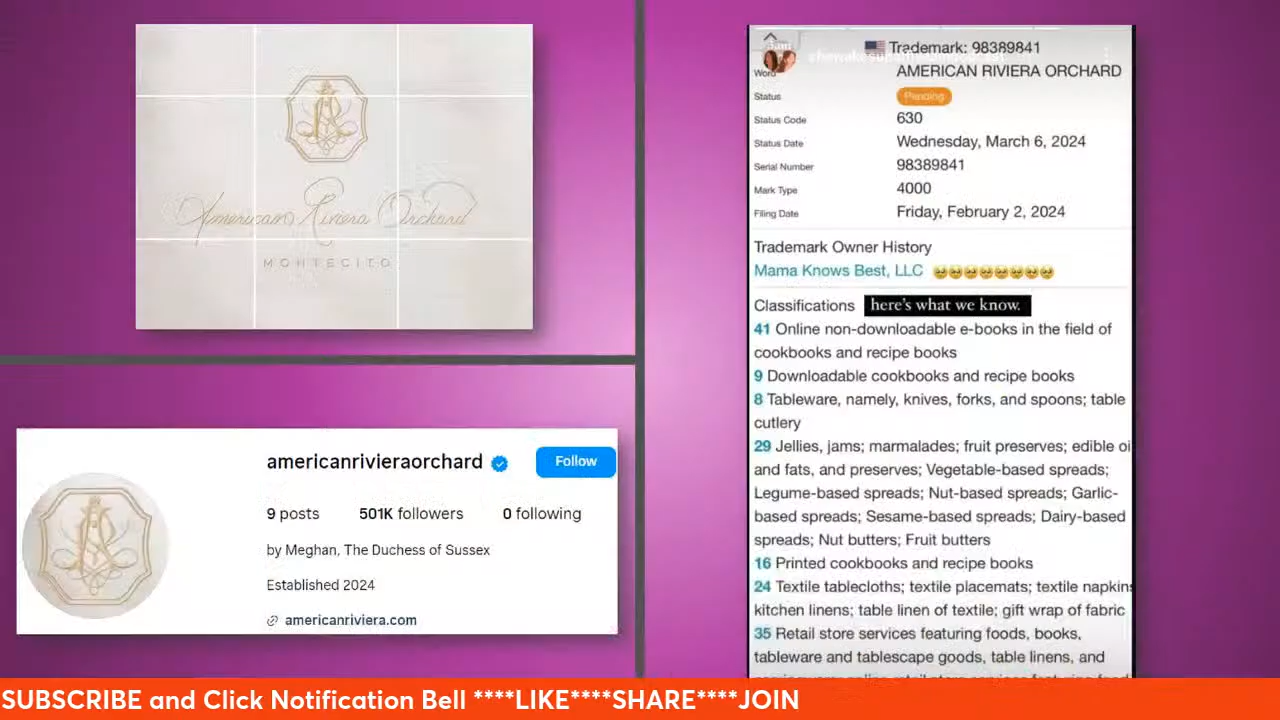 American Riviera Orchard
MONTECITO
americanrivieraorchard
Follow
9 posts 501K followers 0 following
by Meghan, The Duchess of Sussex
Established 2024
americanriviera.com
Trademark: 98389841
Word AMERICAN RIVIERA ORCHARD
Status Pending
Status Code 630
Status Date Wednesday, March 6, 2024
Serial Number 98389841
Mark Type 4000
Filing Date Friday, February 2, 2024
Trademark Owner History
Mama Knows Best, LLC
Classifications here's what we know.
41 Online non-downloadable e-books in the field of
cookbooks and recipe books
9 Downloadable cookbooks and recipe books
8 Tableware, namely, knives, forks, and spoons; table
cutlery
29 Jellies, jams; marmalades; fruit preserves; edible oi
and fats, and preserves; Vegetable-based spreads;
Legume-based spreads; Nut-based spreads; Garlic-
based spreads; Sesame-based spreads; Dairy-based
spreads; Nut butters; Fruit butters
16 Printed cookbooks and recipe books
24 Textile tablecloths; textile placemats; textile napkins
kitchen linens; table linen of textile; gift wrap of fabric
35 Retail store services featuring foods, books,
tableware and tablescape goods, table linens, and
SUBSCRIBE and Click Notification Bell ****LIKE****SHARE****JOIN